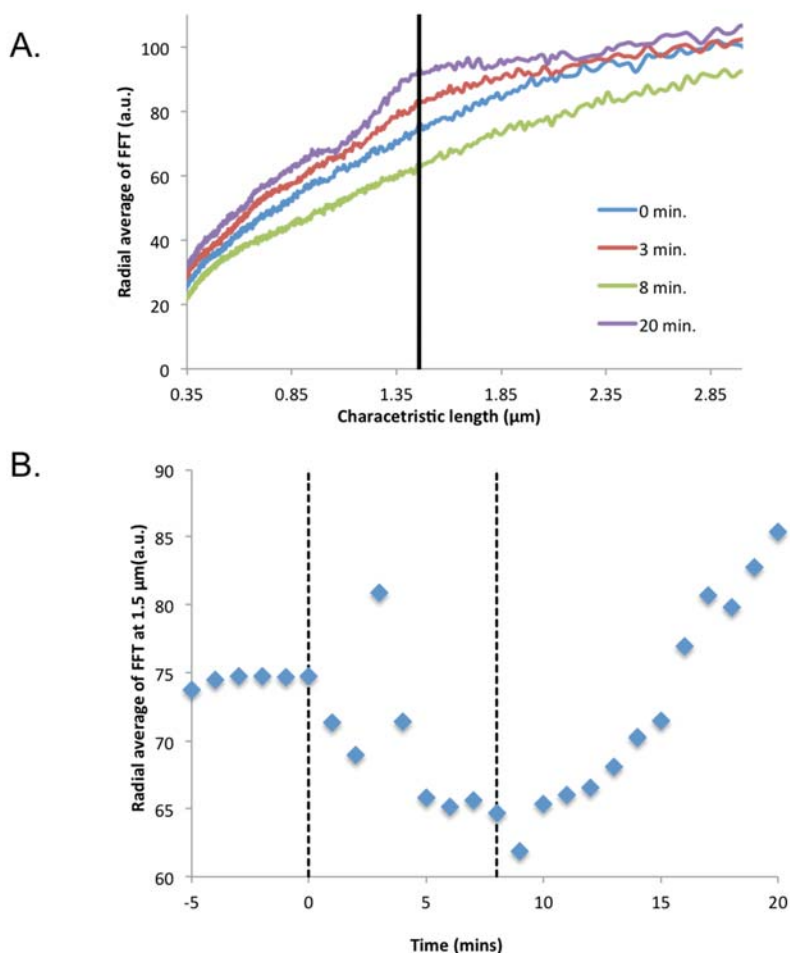 A.
Radial average of FFT (a.u.)
100
80
60
40
20
0
0.35 0.85 1.35 1.85 2.35 2.85
Characetristic length (µm)
0 min.
3 min.
8 min.
20 min.
B.
Radial average of FFT at 1.5 µm(a.u.)
90
85
80
75
70
65
60
-5 0 5 10 15 20
Time (mins)